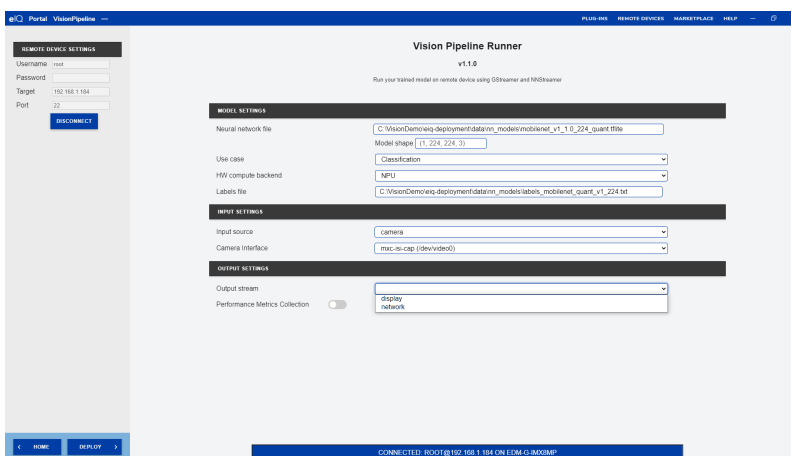 eIQ Portal VisionPipeline —
PLUG-INS REMOTE DEVICES MARKETPLACE HELP
REMOTE DEVICE SETTINGS
Username root
Password
Target 192.168.1.184
Port 22
DISCONNECT
Vision Pipeline Runner
v1.1.0
Run your trained model on remote device using GStreamer and NNStreamer
MODEL SETTINGS
Neural network file C:\VisionDemo\eiq-deployment\data\nn_models\mobilenet_v1_1.0_224_quant.tflite
Model shape (1, 224, 224, 3)
Use case Classification
HW compute backend NPU
Labels file C:\VisionDemo\eiq-deployment\data\nn_models\labels_mobilenet_quant_v1_224.txt
INPUT SETTINGS
Input source camera
Camera Interface mxc-isi-cap (/dev/video0)
OUTPUT SETTINGS
Output stream
display
network
Performance Metrics Collection
HOME DEPLOY
CONNECTED: ROOT@192.168.1.184 ON EDM-G-IMX8MP